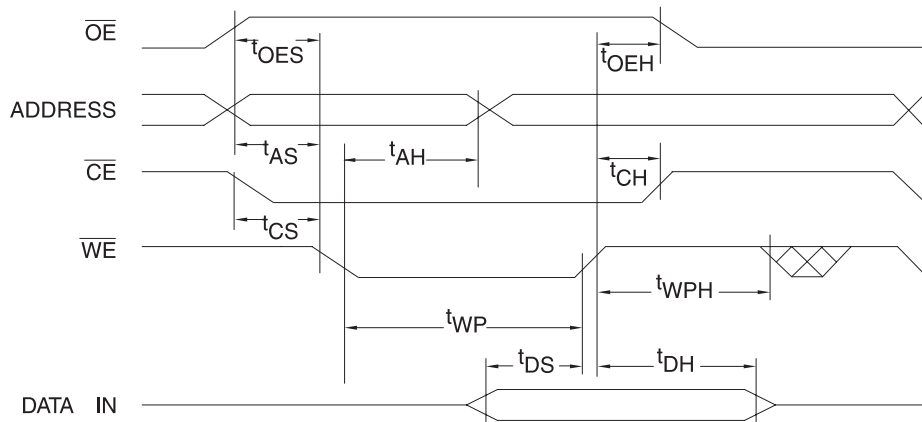 OE
tOES
tOEH
ADDRESS
tAS
tAH
CE
tCH
tCS
WE
tWPH
tWP
tDS
tDH
DATA IN